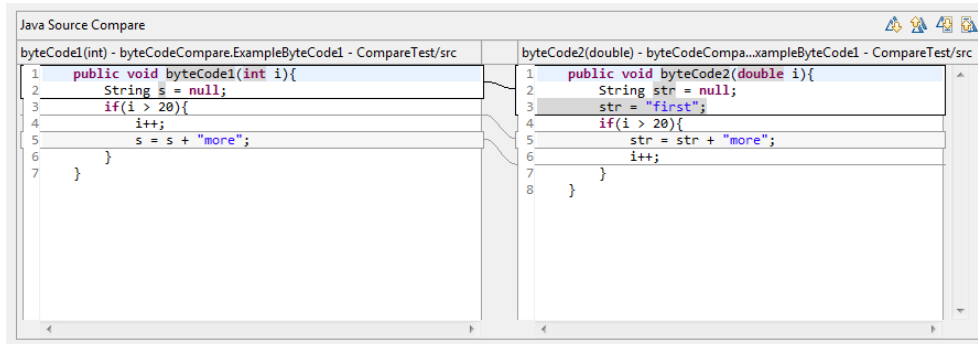 Java Source Compare
byteCode1(int) - byteCodeCompare.ExampleByteCode1 - CompareTest/src
1 public void byteCode1(int i){
2 String s = null;
3 if(i > 20){
4 i++;
5 s = s + "more";
6 }
7 }
byteCode2(double) - byteCodeCompa...xampleByteCode1 - CompareTest/src
1 public void byteCode2(double i){
2 String str = null;
3 str = "first";
4 if(i > 20){
5 str = str + "more";
6 i++;
7 }
8 }